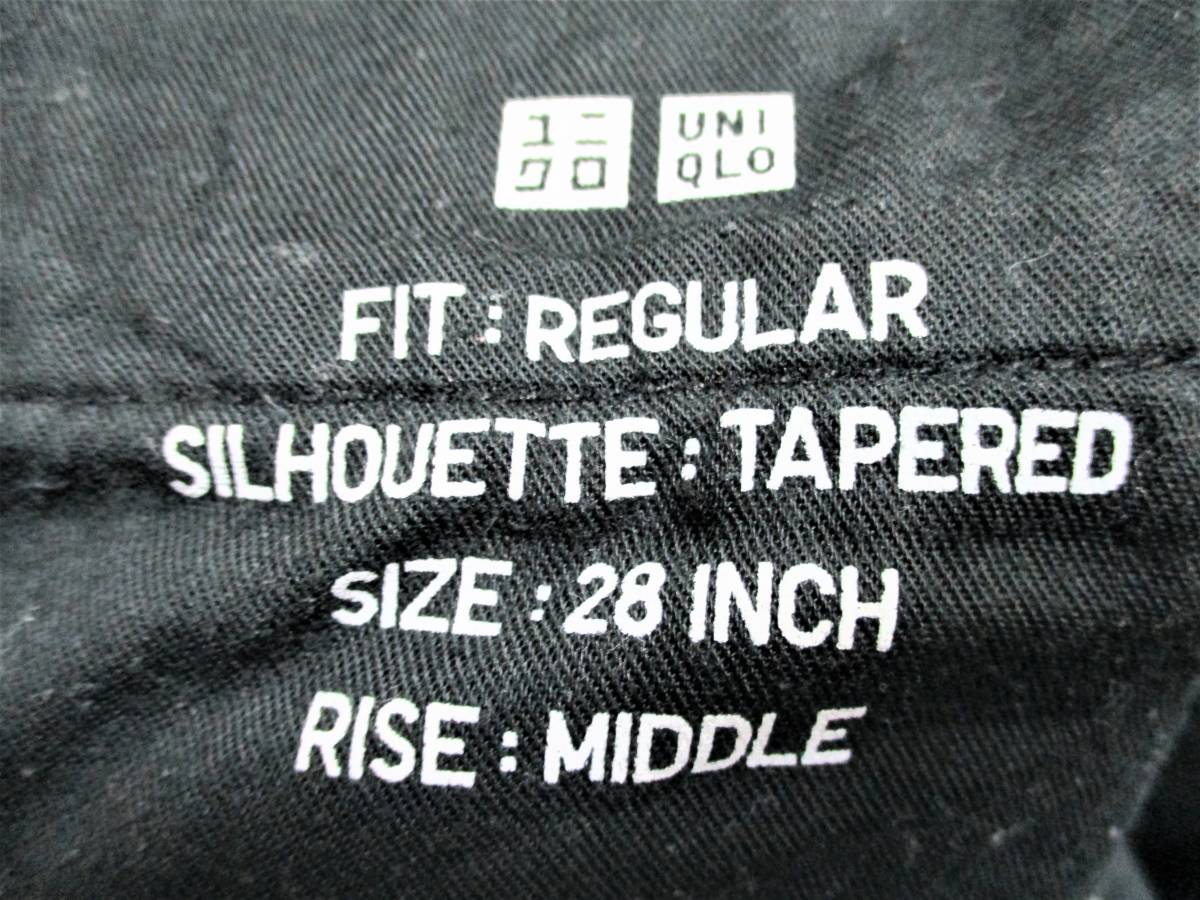 ユニ
クロ
UNI
QLO
FIT : REGULAR
SILHOUETTE : TAPERED
SIZE : 28 INCH
RISE : MIDDLE